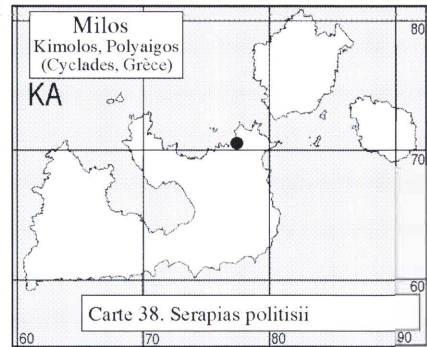 Milos
Kimolos, Polyaigos
(Cyclades, Grèce)
KA
80
70
60
Carte 38. Serapias politisii
60
70
80
90